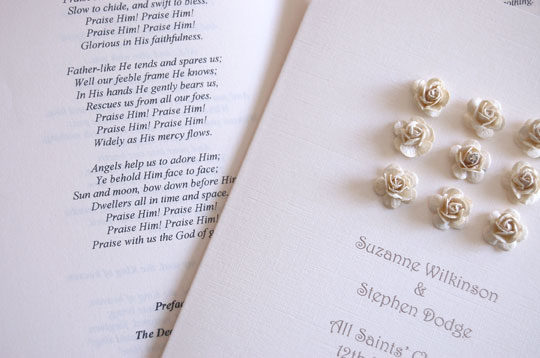 Slow to chide, and swift to bless.
Praise Him! Praise Him!
Praise Him! Praise Him!
Glorious in His faithfulness.
Father-like He tends and spares us;
Well our feeble frame He knows;
In His hands He gently bears us,
Rescues us from all our foes.
Praise Him! Praise Him!
Praise Him! Praise Him!
Widely as His mercy flows.
Angels help us to adore Him;
Ye behold Him face to face;
Sun and moon, bow down before Him
Dwellers all in time and space,
Praise Him! Praise Him!
Praise Him! Praise Him!
Praise with us the God of g
Prefa
The De
nothing.
Suzanne Wilkinson
&
Stephen Dodge
All Saints' C
12th